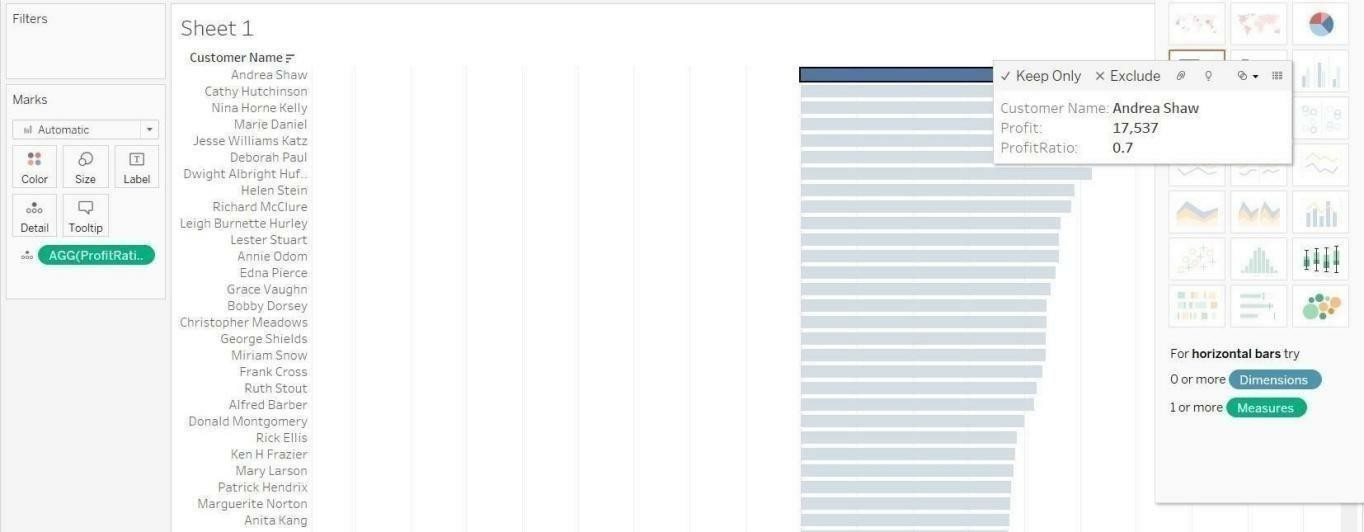 Filters
Marks
Automatic
Color
Size
Label
Detail
Tooltip
AGG(ProfitRati..
Sheet 1
Customer Name
Andrea Shaw
Cathy Hutchinson
Nina Horne Kelly
Marie Daniel
Jesse Williams Katz
Deborah Paul
Dwight Albright Huf..
Helen Stein
Richard McClure
Leigh Burnette Hurley
Lester Stuart
Annie Odom
Edna Pierce
Grace Vaughn
Bobby Dorsey
Christopher Meadows
George Shields
Miriam Snow
Frank Cross
Ruth Stout
Alfred Barber
Donald Montgomery
Rick Ellis
Ken H Frazier
Mary Larson
Patrick Hendrix
Marguerite Norton
Anita Kang
Keep Only Exclude
Customer Name: Andrea Shaw
Profit: 17,537
ProfitRatio: 0.7
For horizontal bars try
0 or more Dimensions
1 or more Measures